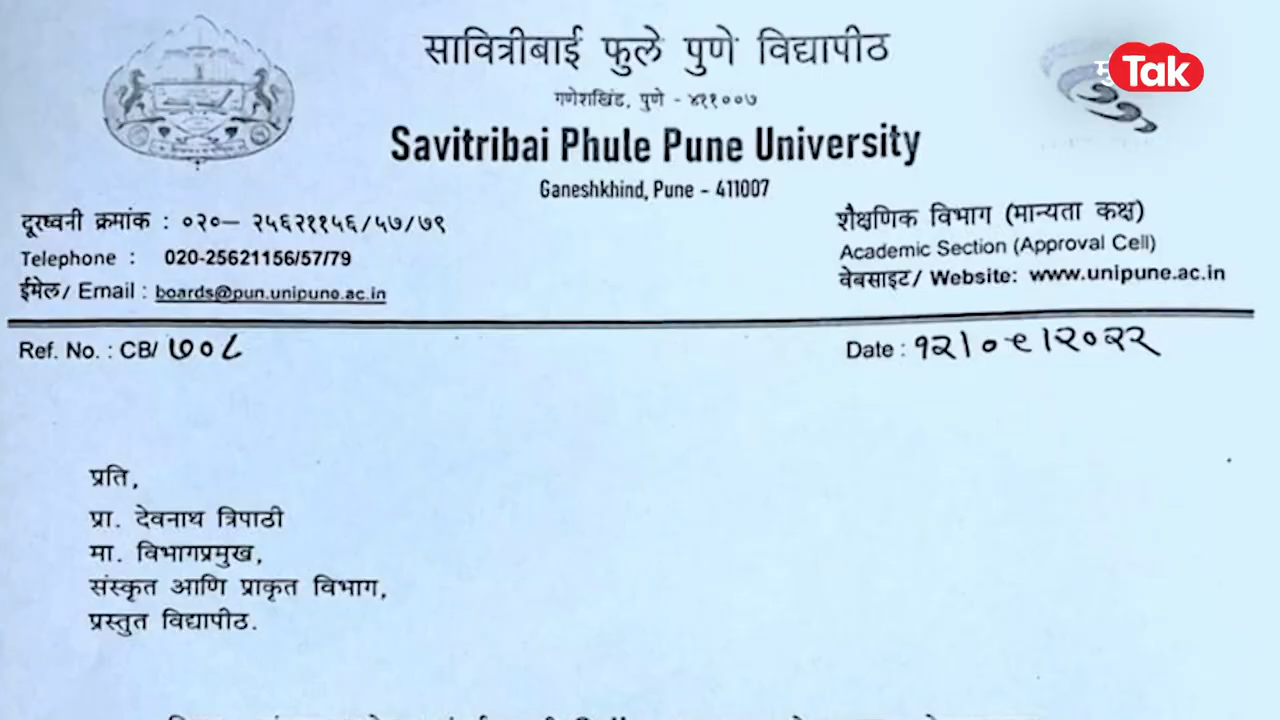 सावित्रीबाई फुले पुणे विद्यापीठ
गणेशखिंड, पुणे - ४११००७
Savitribai Phule Pune University
Ganeshkhind, Pune - 411007
Tak
दूरध्वनी क्रमांक : ०२०– २५६२११५६/५७/७९
Telephone : 020-25621156/57/79
ईमेल/ Email : boards@pun.unipune.ac.in
शैक्षणिक विभाग (मान्यता कक्ष)
Academic Section (Approval Cell)
वेबसाइट/ Website: www.unipune.ac.in
Ref. No. : CB/ ७०८
Date : १२/०९/२०२२
प्रति,
प्रा. देवनाथ त्रिपाठी
मा. विभागप्रमुख,
संस्कृत आणि प्राकृत विभाग,
प्रस्तुत विद्यापीठ.